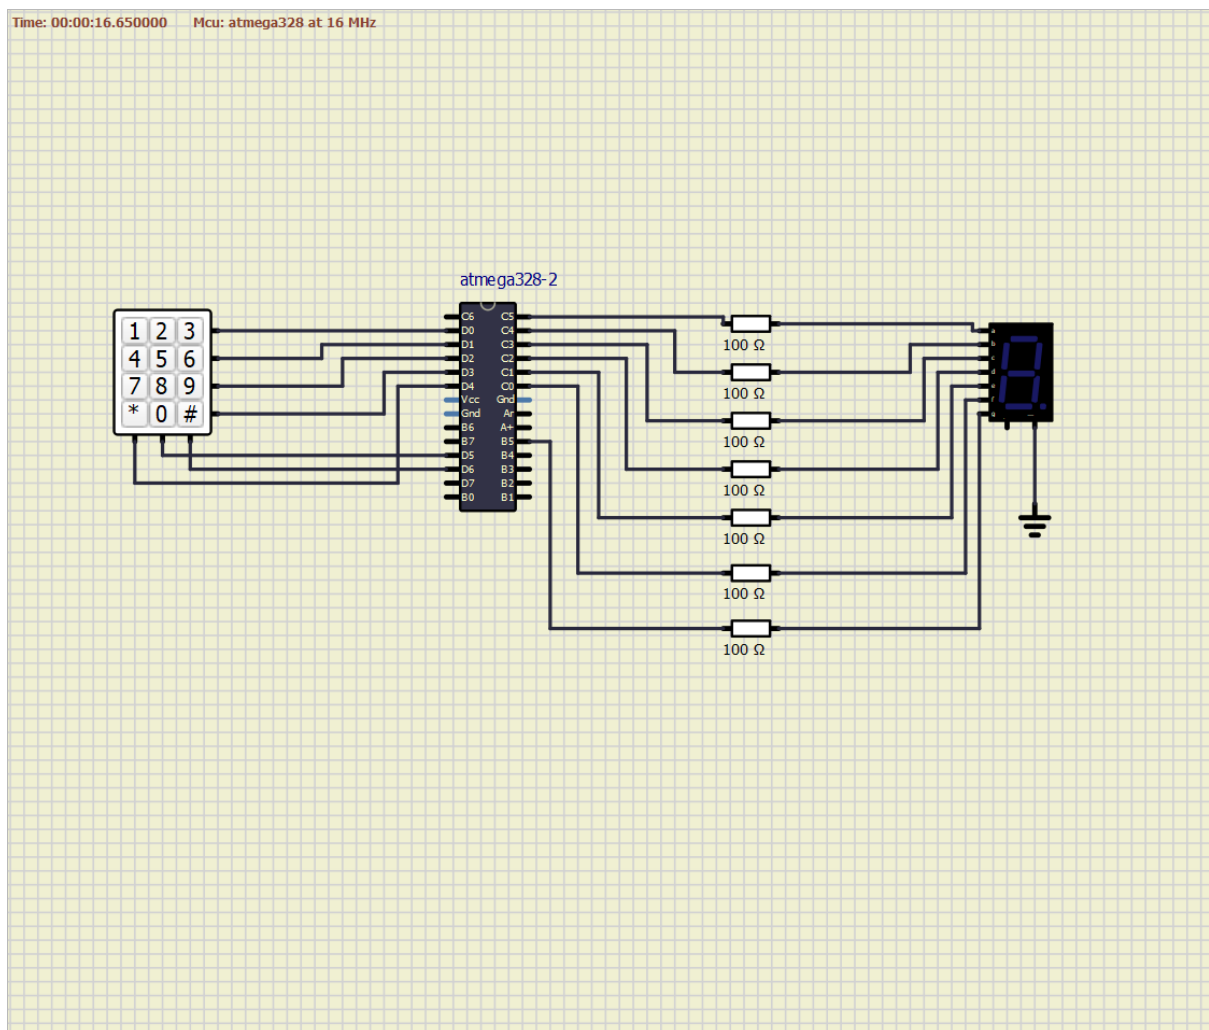 Time: 00:00:16.650000 Mcu: atmega328 at 16 MHz
atmega328-2
1 2 3
4 5 6
7 8 9
* 0 #
C6 C5
D0 C4
D1 C3
D2 C2
D3 C1
D4 C0
Vcc Gnd
Gnd Ar
B6 A+
B7 B5
D5 B4
D6 B3
D7 B2
B0 B1
100 Ω
100 Ω
100 Ω
100 Ω
100 Ω
100 Ω
100 Ω